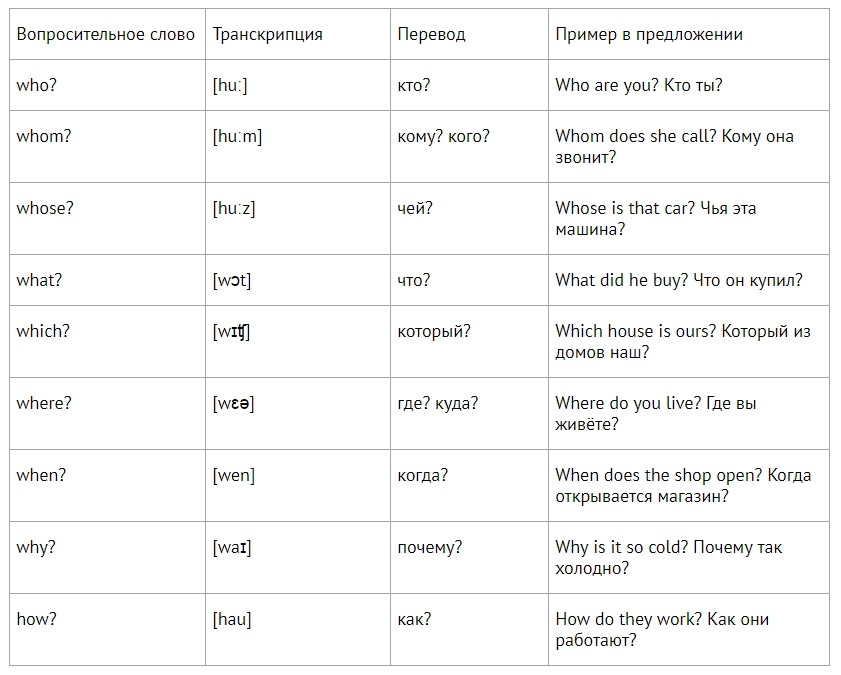 Вопросительное слово Транскрипция Перевод Пример в предложении
who? [huː] кто? Who are you? Кто ты?
whom? [huːm] кому? кого? Whom does she call? Кому она
звонит?
whose? [huːz] чей? Whose is that car? Чья эта
машина?
what? [wɔt] что? What did he buy? Что он купил?
which? [wɪʧ] который? Which house is ours? Который из
домов наш?
where? [wɛə] где? куда? Where do you live? Где вы
живёте?
when? [wen] когда? When does the shop open? Когда
открывается магазин?
why? [waɪ] почему? Why is it so cold? Почему так
холодно?
how? [hau] как? How do they work? Как они
работают?